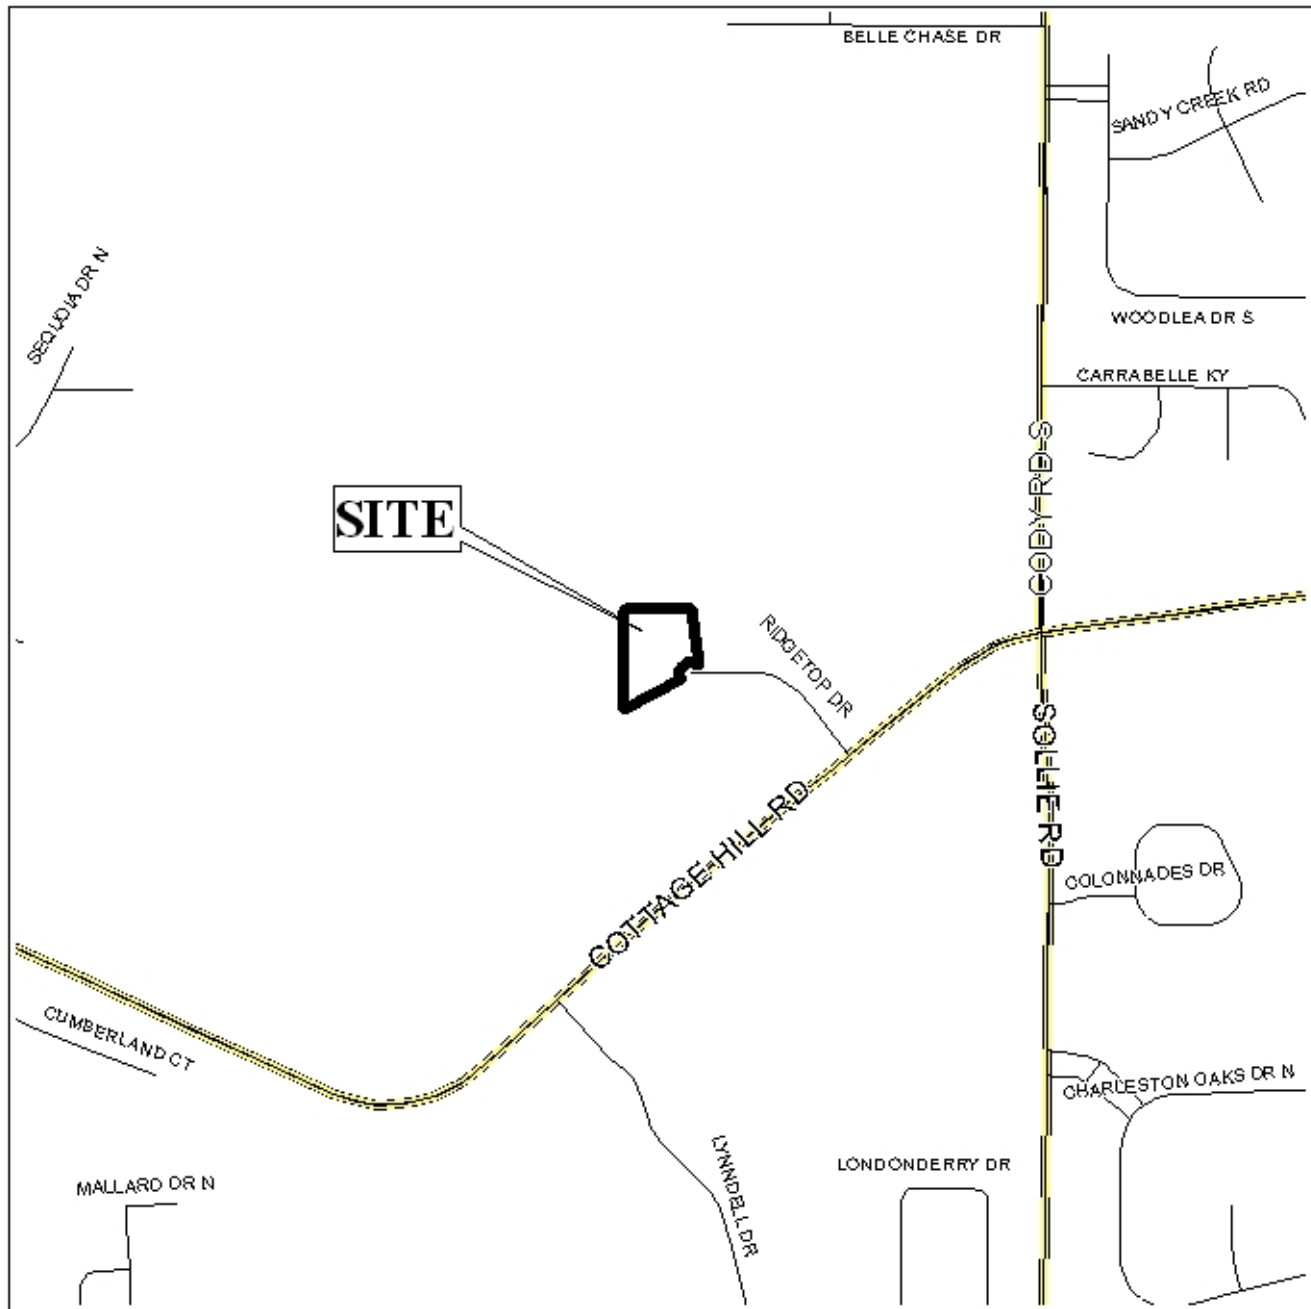 BELLE CHASE DR
SANDY CREEK RD
SEQUOIA DR N
WOODLEA DR S
CARRABELLE KY
CODY RD S
SITE
RIDGETOP DR
SOLLIE RD
COTTAGE HILL RD
COLONNADES DR
CUMBERLAND CT
CHARLESTON OAKS DR N
LYNNDELL DR
LONDONDERRY DR
MALLARD DR N